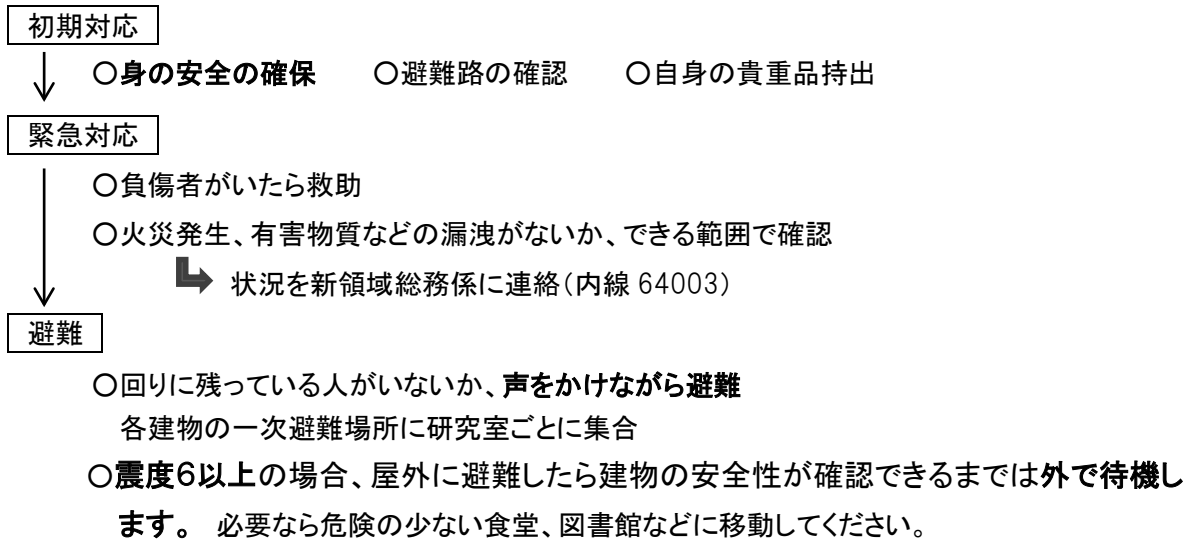 初期対応
〇身の安全の確保 〇避難路の確認 〇自身の貴重品持出
緊急対応
〇負傷者がいたら救助
〇火災発生、有害物質などの漏洩がないか、できる範囲で確認
状況を新領域総務係に連絡(内線 64003)
避難
〇回りに残っている人がいないか、声をかけながら避難
各建物の一次避難場所に研究室ごとに集合
〇震度6以上の場合、屋外に避難したら建物の安全性が確認できるまでは外で待機し
ます。 必要なら危険の少ない食堂、図書館などに移動してください。